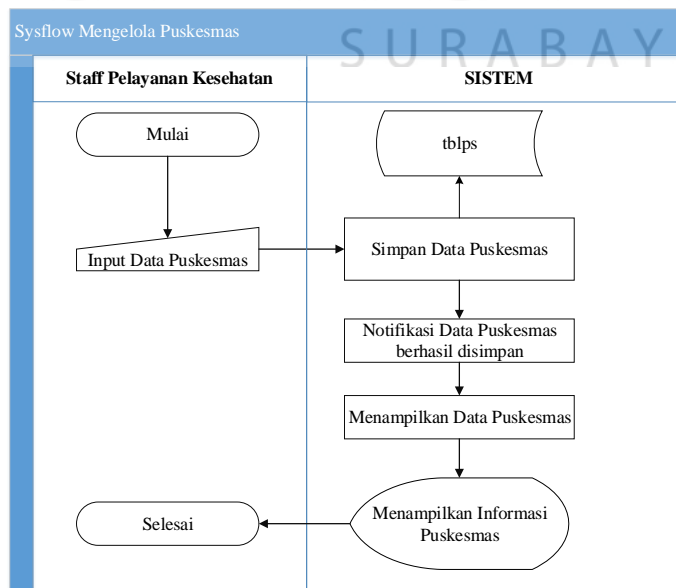 Sysflow Mengelola Puskesmas
SURABAY
Staff Pelayanan Kesehatan
SISTEM
Mulai
tblps
Input Data Puskesmas
Simpan Data Puskesmas
Notifikasi Data Puskesmas
berhasil disimpan
Menampilkan Data Puskesmas
Selesai
Menampilkan Informasi
Puskesmas